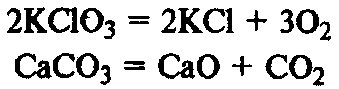 2KClO₃ = 2KCl + 3O₂
CaCO₃ = CaO + CO₂